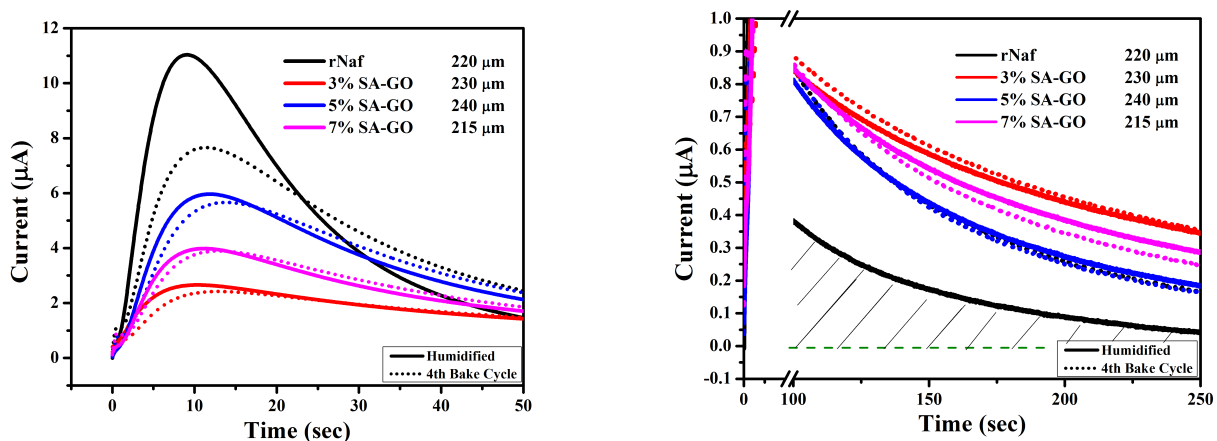 12
10
8
6
4
2
0
Current (μA)
rNaf 220 μm
3% SA-GO 230 μm
5% SA-GO 240 μm
7% SA-GO 215 μm
Humidified
4th Bake Cycle
0 10 20 30 40 50
Time (sec)
1.0
0.9
0.8
0.7
0.6
0.5
0.4
0.3
0.2
0.1
0.0
-0.1
Current (μA)
rNaf 220 μm
3% SA-GO 230 μm
5% SA-GO 240 μm
7% SA-GO 215 μm
Humidified
4th Bake Cycle
0 100 150 200 250
Time (sec)